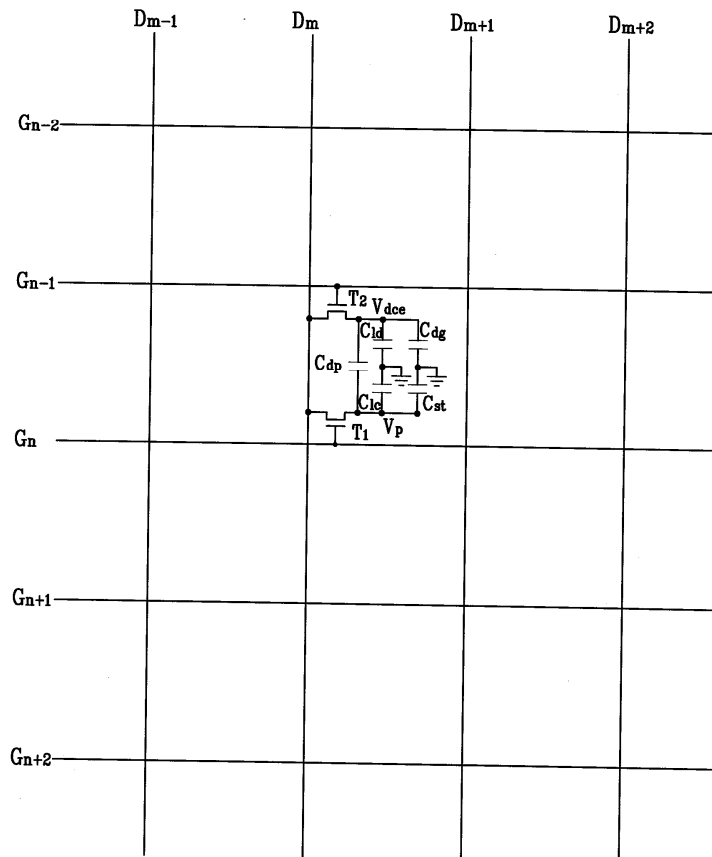 Dm-1 Dm Dm+1 Dm+2
Gn-2
Gn-1
T2 Vdce
Cld Cdg
Cdp
Clc Cst
Gn T1 Vp
Gn+1
Gn+2